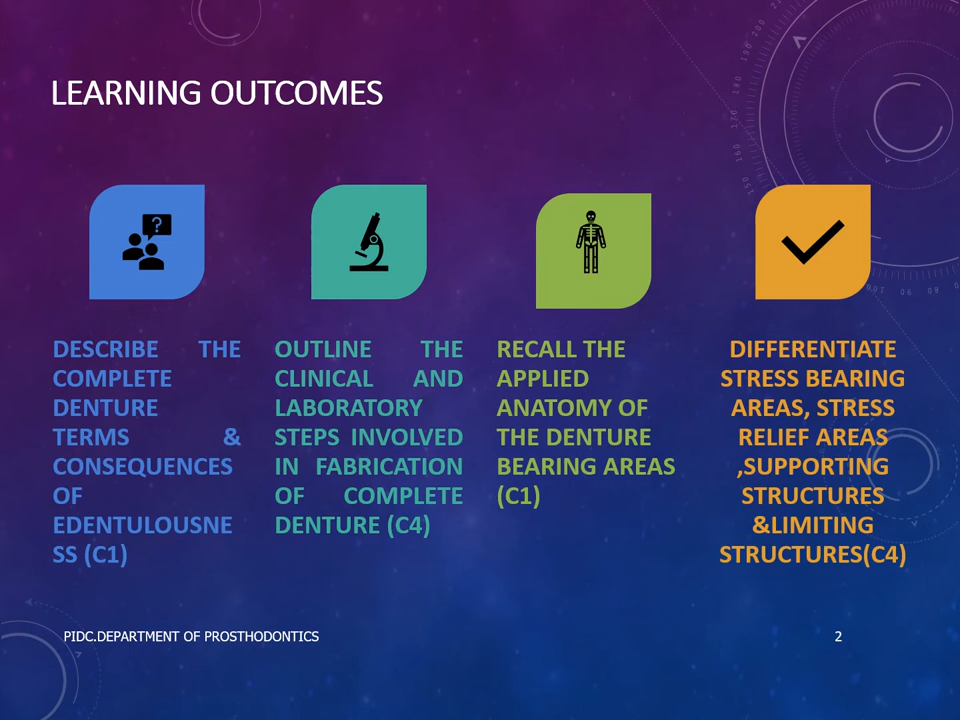 LEARNING OUTCOMES
?
DESCRIBE THE
COMPLETE
DENTURE
TERMS &
CONSEQUENCES
OF
EDENTULOUSNE
SS (C1)
OUTLINE THE
CLINICAL AND
LABORATORY
STEPS INVOLVED
IN FABRICATION
OF COMPLETE
DENTURE (C4)
RECALL THE
APPLIED
ANATOMY OF
THE DENTURE
BEARING AREAS
(C1)
DIFFERENTIATE
STRESS BEARING
AREAS, STRESS
RELIEF AREAS
,SUPPORTING
STRUCTURES
&LIMITING
STRUCTURES(C4)
PIDC.DEPARTMENT OF PROSTHODONTICS
2